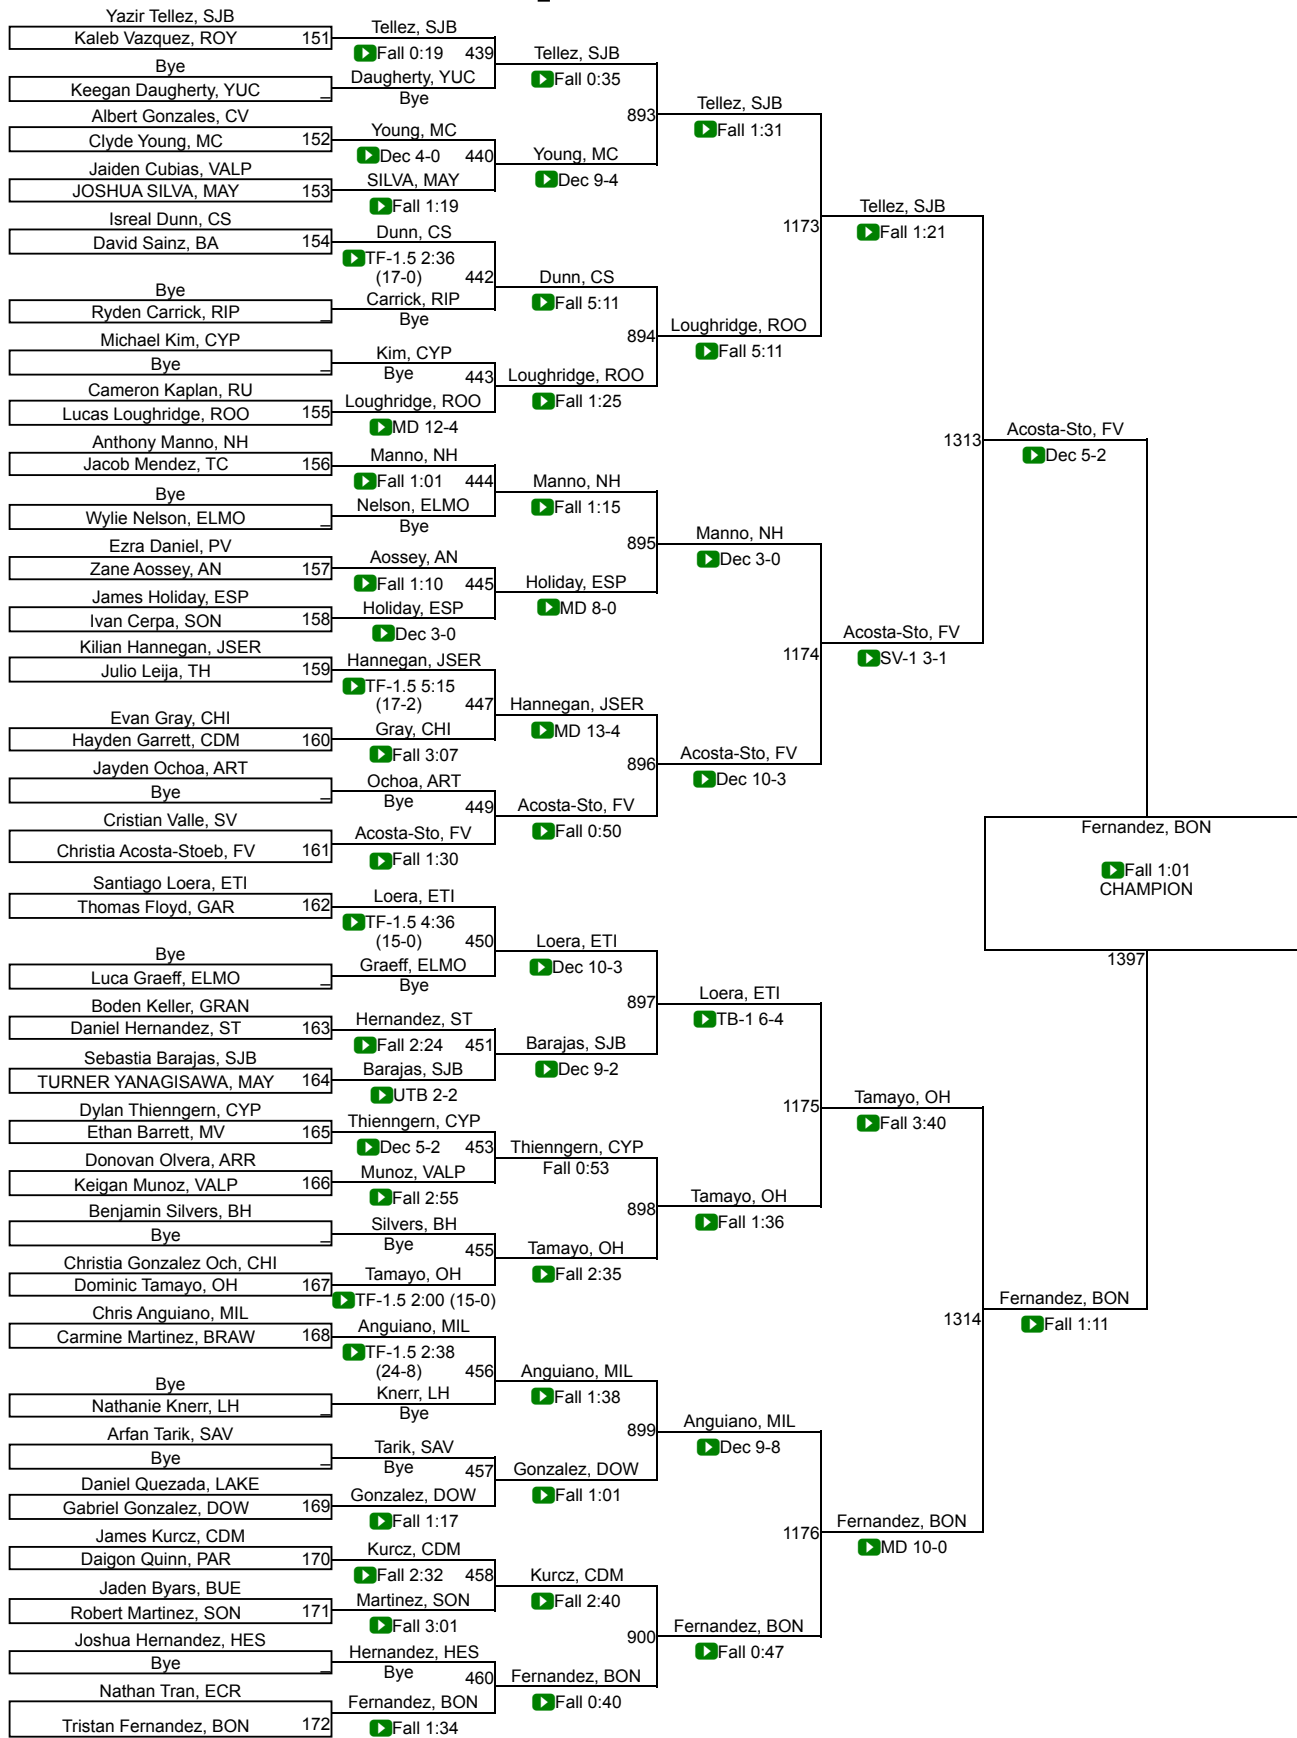 Yazir Tellez, SJB
Kaleb Vazquez, ROY 151
Bye
Keegan Daugherty, YUC _
Albert Gonzales, CV
Clyde Young, MC 152
Jaiden Cubias, VALP
JOSHUA SILVA, MAY 153
Isreal Dunn, CS
David Sainz, BA 154
Bye
Ryden Carrick, RIP _
Michael Kim, CYP
Bye _
Cameron Kaplan, RU
Lucas Loughridge, ROO 155
Anthony Manno, NH
Jacob Mendez, TC 156
Bye
Wylie Nelson, ELMO _
Ezra Daniel, PV
Zane Aossey, AN 157
James Holiday, ESP
Ivan Cerpa, SON 158
Kilian Hannegan, JSER
Julio Leija, TH 159
Evan Gray, CHI
Hayden Garrett, CDM 160
Jayden Ochoa, ART
Bye _
Cristian Valle, SV
Christia Acosta-Stoeb, FV 161
Santiago Loera, ETI
Thomas Floyd, GAR 162
Bye
Luca Graeff, ELMO _
Boden Keller, GRAN
Daniel Hernandez, ST 163
Sebastia Barajas, SJB
TURNER YANAGISAWA, MAY 164
Dylan Thienngern, CYP
Ethan Barrett, MV 165
Donovan Olvera, ARR
Keigan Munoz, VALP 166
Benjamin Silvers, BH
Bye _
Christia Gonzalez Och, CHI
Dominic Tamayo, OH 167
Chris Anguiano, MIL
Carmine Martinez, BRAW 168
Bye
Nathanie Knerr, LH _
Arfan Tarik, SAV
Bye _
Daniel Quezada, LAKE
Gabriel Gonzalez, DOW 169
James Kurcz, CDM
Daigon Quinn, PAR 170
Jaden Byars, BUE
Robert Martinez, SON 171
Joshua Hernandez, HES
Bye _
Nathan Tran, ECR
Tristan Fernandez, BON 172
Tellez, SJB
Fall 0:19 439
Daugherty, YUC
Bye
Young, MC
Dec 4-0 440
SILVA, MAY
Fall 1:19
Dunn, CS
TF-1.5 2:36
(17-0) 442
Carrick, RIP
Bye
Kim, CYP
Bye 443
Loughridge, ROO
MD 12-4
Manno, NH
Fall 1:01 444
Nelson, ELMO
Bye
Aossey, AN
Fall 1:10 445
Holiday, ESP
Dec 3-0
Hannegan, JSER
TF-1.5 5:15
(17-2) 447
Gray, CHI
Fall 3:07
Ochoa, ART
Bye 449
Acosta-Sto, FV
Fall 1:30
Loera, ETI
TF-1.5 4:36
(15-0) 450
Graeff, ELMO
Bye
Hernandez, ST
Fall 2:24 451
Barajas, SJB
UTB 2-2
Thienngern, CYP
Dec 5-2 453
Munoz, VALP
Fall 2:55
Silvers, BH
Bye 455
Tamayo, OH
TF-1.5 2:00 (15-0)
Anguiano, MIL
TF-1.5 2:38
(24-8) 456
Knerr, LH
Bye
Tarik, SAV
Bye 457
Gonzalez, DOW
Fall 1:17
Kurcz, CDM
Fall 2:32 458
Martinez, SON
Fall 3:01
Hernandez, HES
Bye 460
Fernandez, BON
Fall 1:34
Tellez, SJB
Fall 0:35
893
Young, MC
Dec 9-4
Dunn, CS
Fall 5:11
894
Loughridge, ROO
Fall 1:25
Manno, NH
Fall 1:15
895
Holiday, ESP
MD 8-0
Hannegan, JSER
MD 13-4
896
Acosta-Sto, FV
Fall 0:50
Loera, ETI
Dec 10-3
897
Barajas, SJB
Dec 9-2
Thienngern, CYP
Fall 0:53
898
Tamayo, OH
Fall 2:35
Anguiano, MIL
Fall 1:38
899
Gonzalez, DOW
Fall 1:01
Kurcz, CDM
Fall 2:40
900
Fernandez, BON
Fall 0:40
Tellez, SJB
Fall 1:31
1173
Loughridge, ROO
Fall 5:11
Manno, NH
Dec 3-0
1174
Acosta-Sto, FV
Dec 10-3
Loera, ETI
TB-1 6-4
1175
Tamayo, OH
Fall 1:36
Anguiano, MIL
Dec 9-8
1176
Fernandez, BON
Fall 0:47
Tellez, SJB
Fall 1:21
1313
Acosta-Sto, FV
SV-1 3-1
Tamayo, OH
Fall 3:40
1314
Fernandez, BON
MD 10-0
Acosta-Sto, FV
Dec 5-2
Fernandez, BON
Fall 1:01
CHAMPION
1397
Fernandez, BON
Fall 1:11